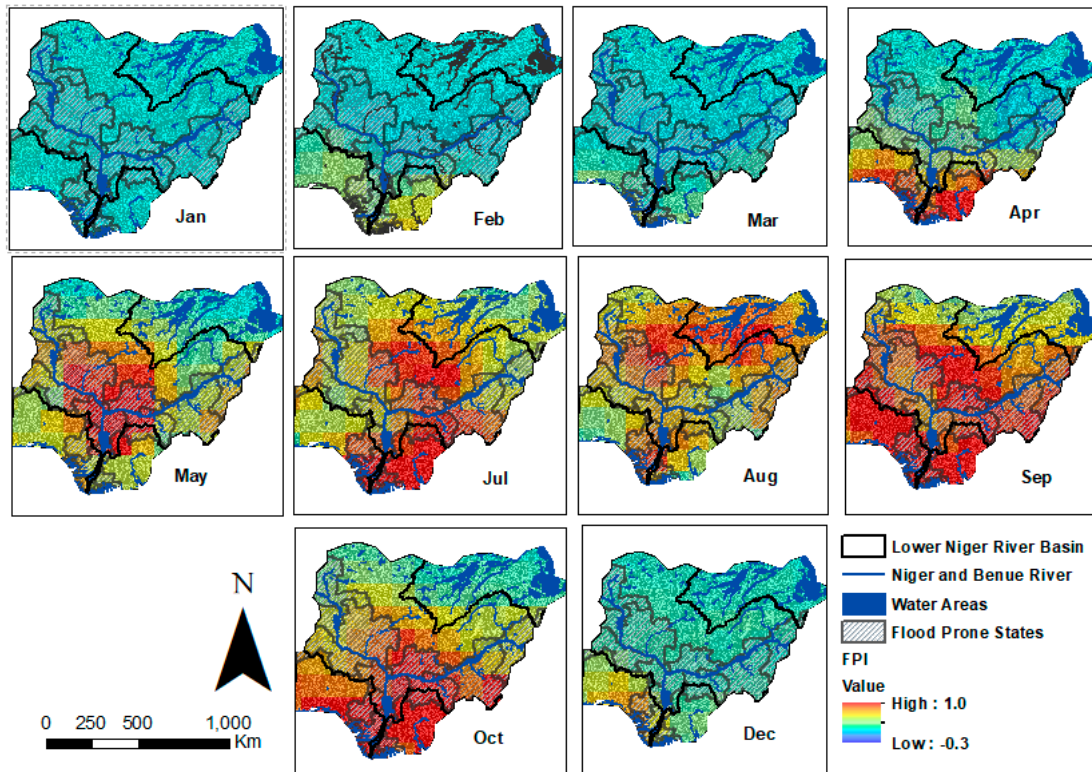 Jan
Feb
Mar
Apr
May
Jul
Aug
Sep
Oct
Dec
N
0 250 500 1,000
Km
Lower Niger River Basin
Niger and Benue River
Water Areas
Flood Prone States
FPI
Value
High : 1.0
Low : -0.3